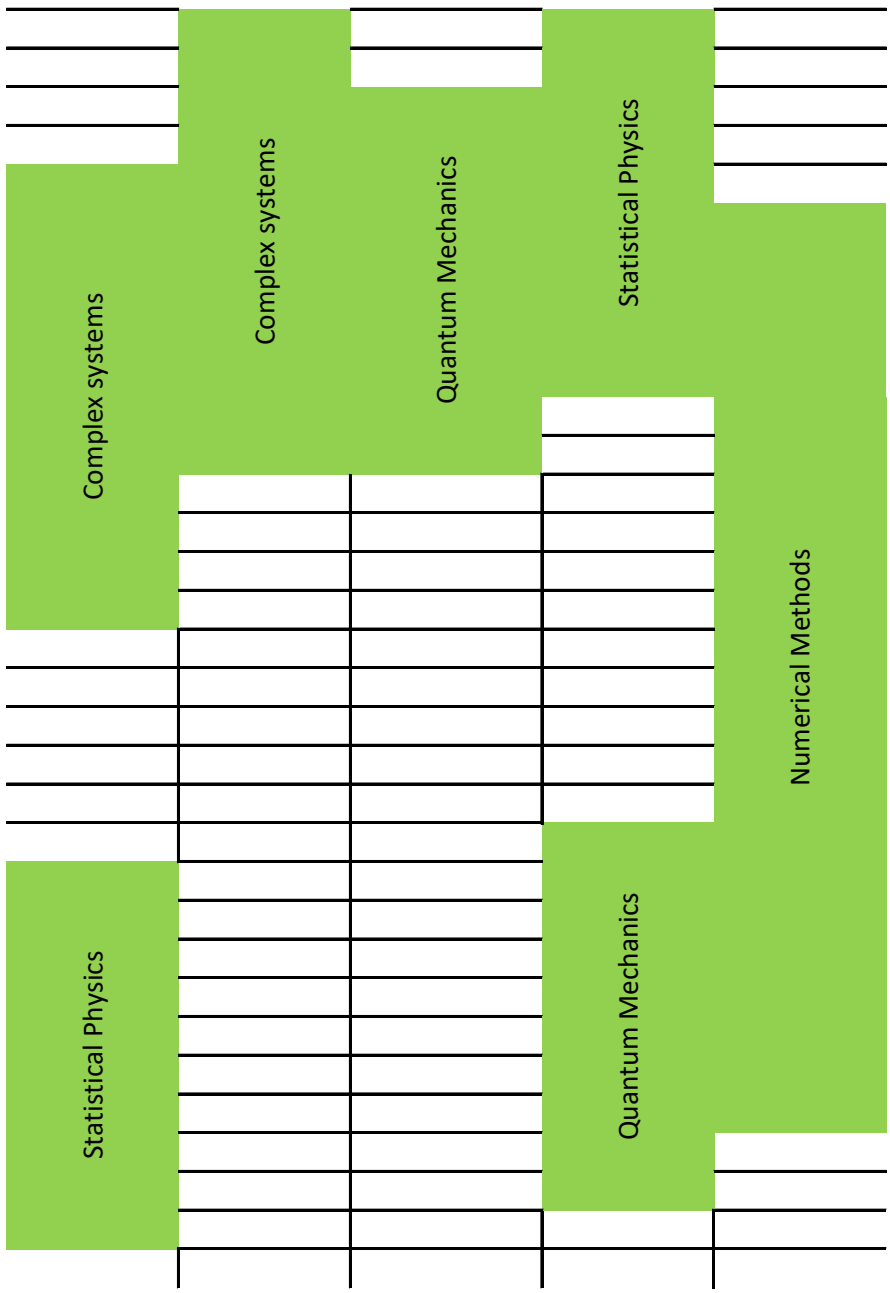 Complex systems
Statistical Physics
Complex systems
Quantum Mechanics
Statistical Physics
Quantum Mechanics
Numerical Methods